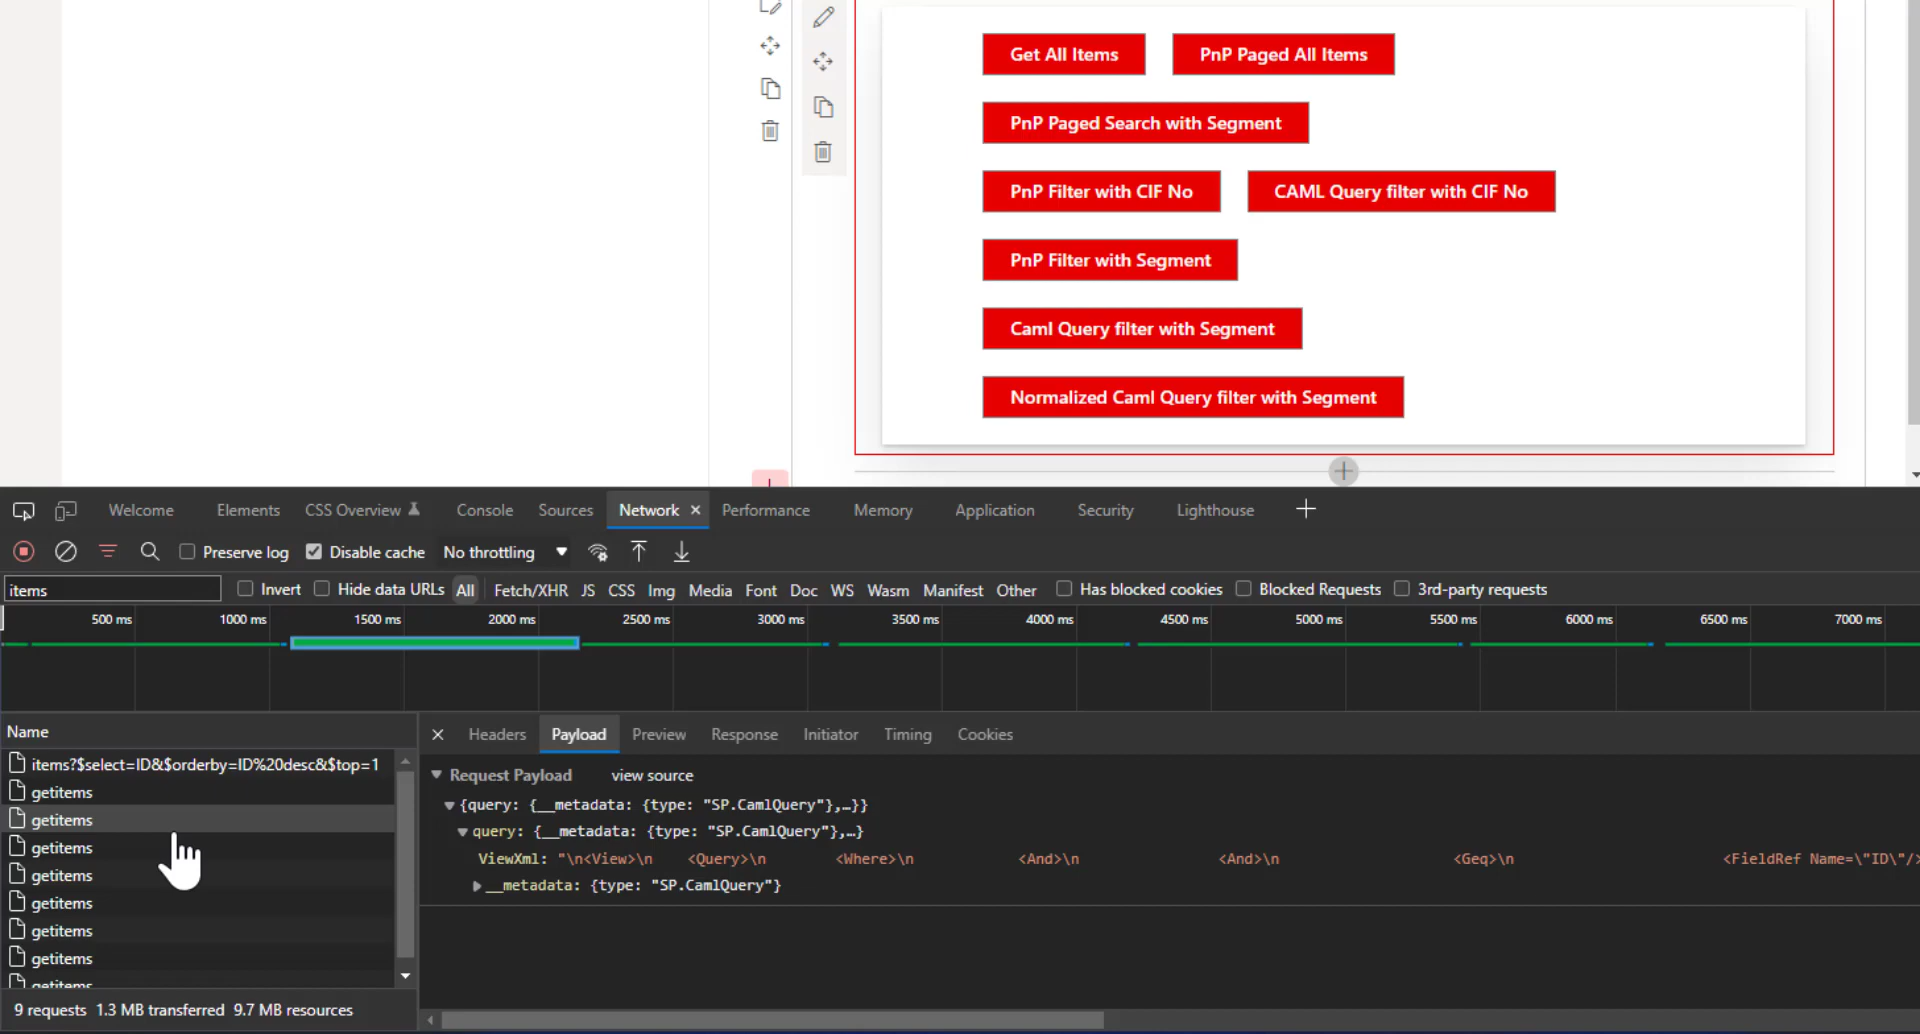 Get All Items PnP Paged All Items
PnP Paged Search with Segment
PnP Filter with CIF No CAML Query filter with CIF No
PnP Filter with Segment
Caml Query filter with Segment
Normalized Caml Query filter with Segment
Welcome Elements CSS Overview Console Sources Network Performance Memory Application Security Lighthouse
Preserve log Disable cache No throttling
items Invert Hide data URLs All Fetch/XHR JS CSS Img Media Font Doc WS Wasm Manifest Other Has blocked cookies Blocked Requests 3rd-party requests
500 ms 1000 ms 1500 ms 2000 ms 2500 ms 3000 ms 3500 ms 4000 ms 4500 ms 5000 ms 5500 ms 6000 ms 6500 ms 7000 ms
Name Headers Payload Preview Response Initiator Timing Cookies
items?$select=ID&$orderby=ID%20desc&$top=1
getitems
getitems
getitems
getitems
getitems
getitems
getitems
getitems
9 requests 1.3 MB transferred 9.7 MB resources
Request Payload view source
{query: {__metadata: {type: "SP.CamlQuery"},…}}
query: {__metadata: {type: "SP.CamlQuery"},…}
ViewXml: "\n<View>\n <Query>\n <Where>\n <And>\n <And>\n <Geq>\n <FieldRef Name=\"ID\"/>
__metadata: {type: "SP.CamlQuery"}